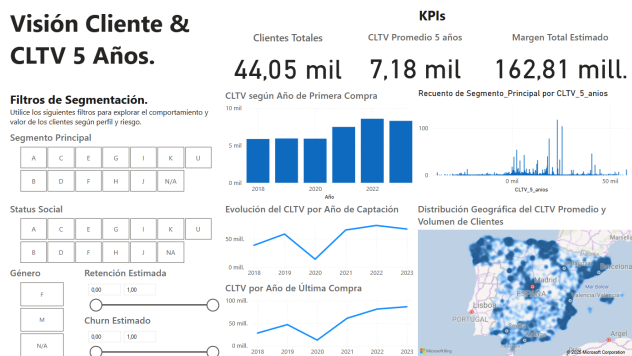 Visión Cliente &
CLTV 5 Años.
KPIs
Clientes Totales
CLTV Promedio 5 años
Margen Total Estimado
44,05 mil
7,18 mil
162,81 mill.
Filtros de Segmentación.
Utilice los siguientes filtros para explorar el comportamiento y
valor de los clientes según perfil y riesgo.
Segmento Principal
A C E G I K U
B D F H J N/A
Status Social
A C E G I K U
B D F H J NA
Género
F
M
N/A
Retención Estimada
0,00 1,00
Churn Estimado
0,00 1,00
CLTV según Año de Primera Compra
10 mil
5 mil
0 mil
2018 2020 2022
Año
Recuento de Segmento_Principal por CLTV_5_anios
100
0
0 mil 50 mil
CLTV_5_anios
Evolución del CLTV por Año de Captación
50 mill.
0 mill.
2018 2019 2020 2021 2022 2023
CLTV por Año de Última Compra
100 mill.
50 mill.
0 mill.
2018 2019 2020 2021 2022 2023
Distribución Geográfica del CLTV Promedio y
Volumen de Clientes
Marsella
Barcelona
Madrid
ESPAÑA
Mar Balear
Valencia/València
Lisboa
PORTUGAL
Argel
Microsoft Bing